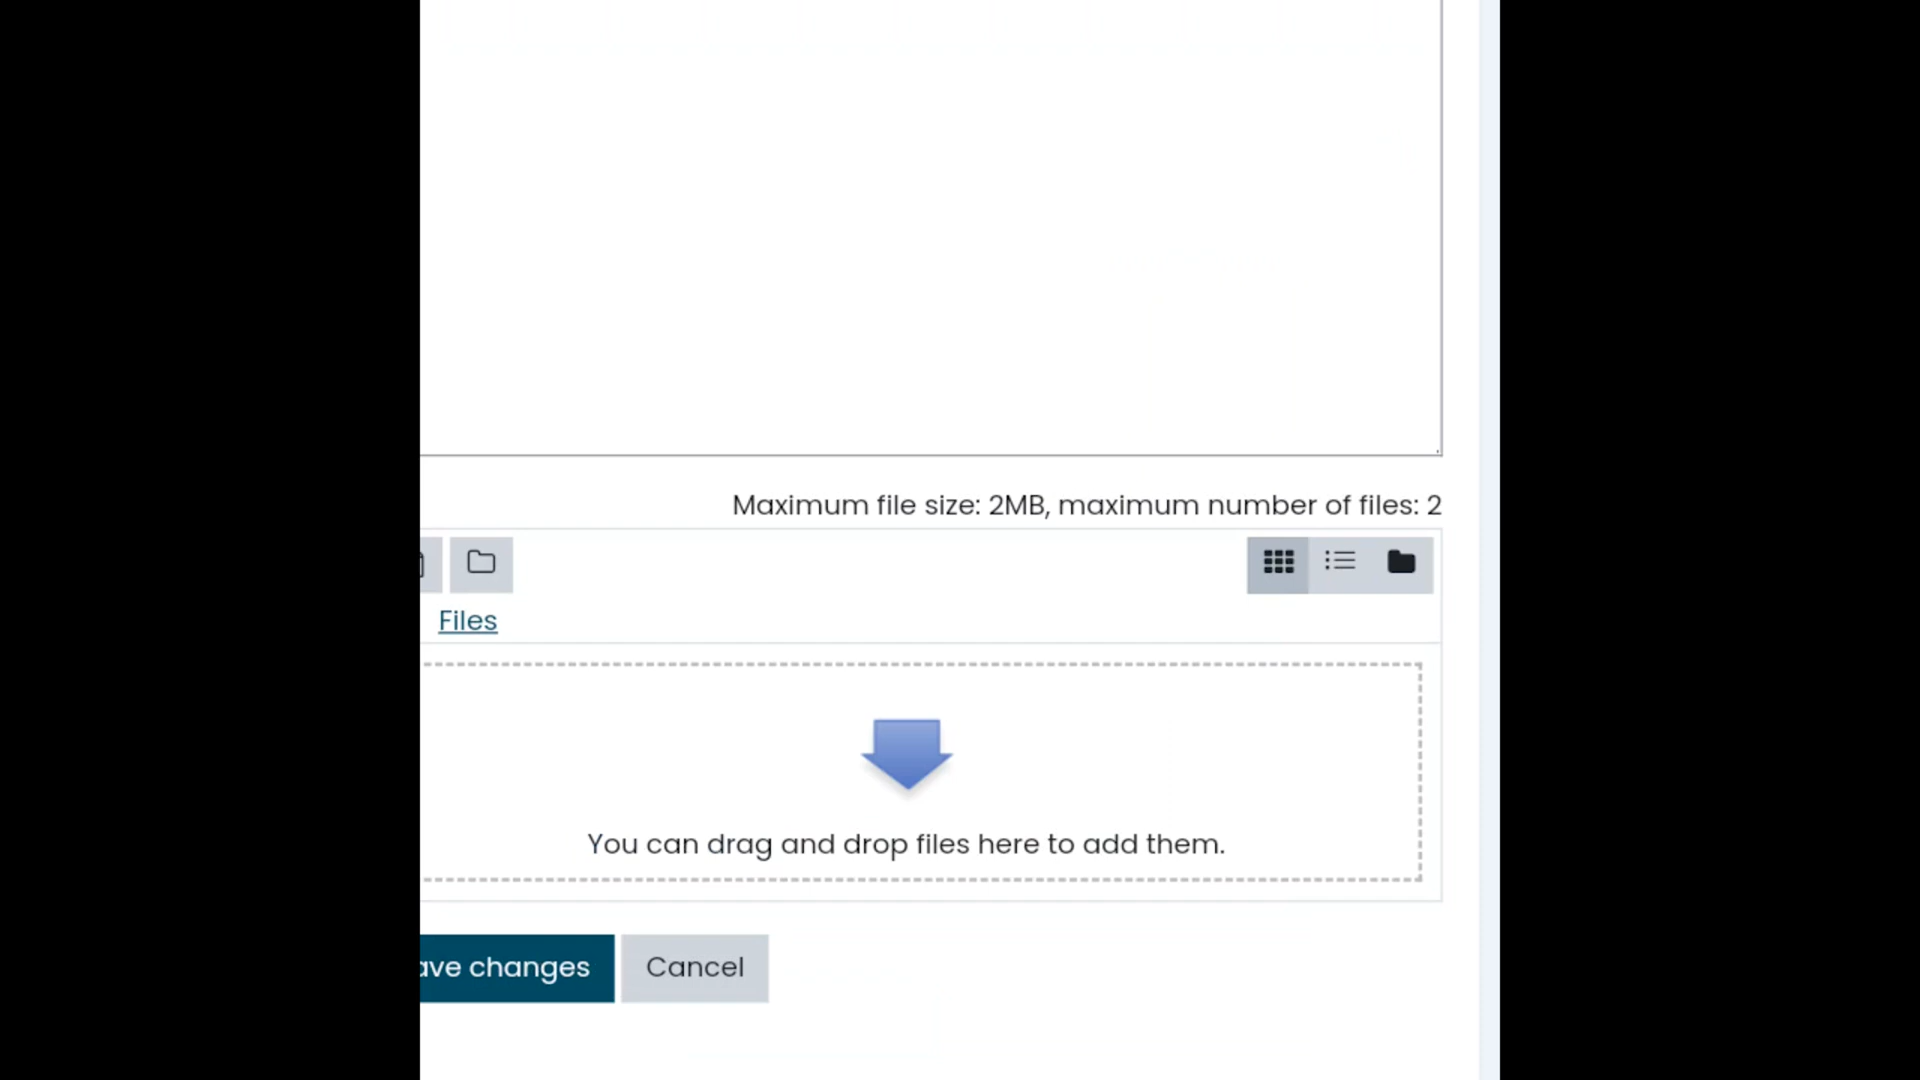 Maximum file size: 2MB, maximum number of files: 2
Files
You can drag and drop files here to add them.
ave changes
Cancel